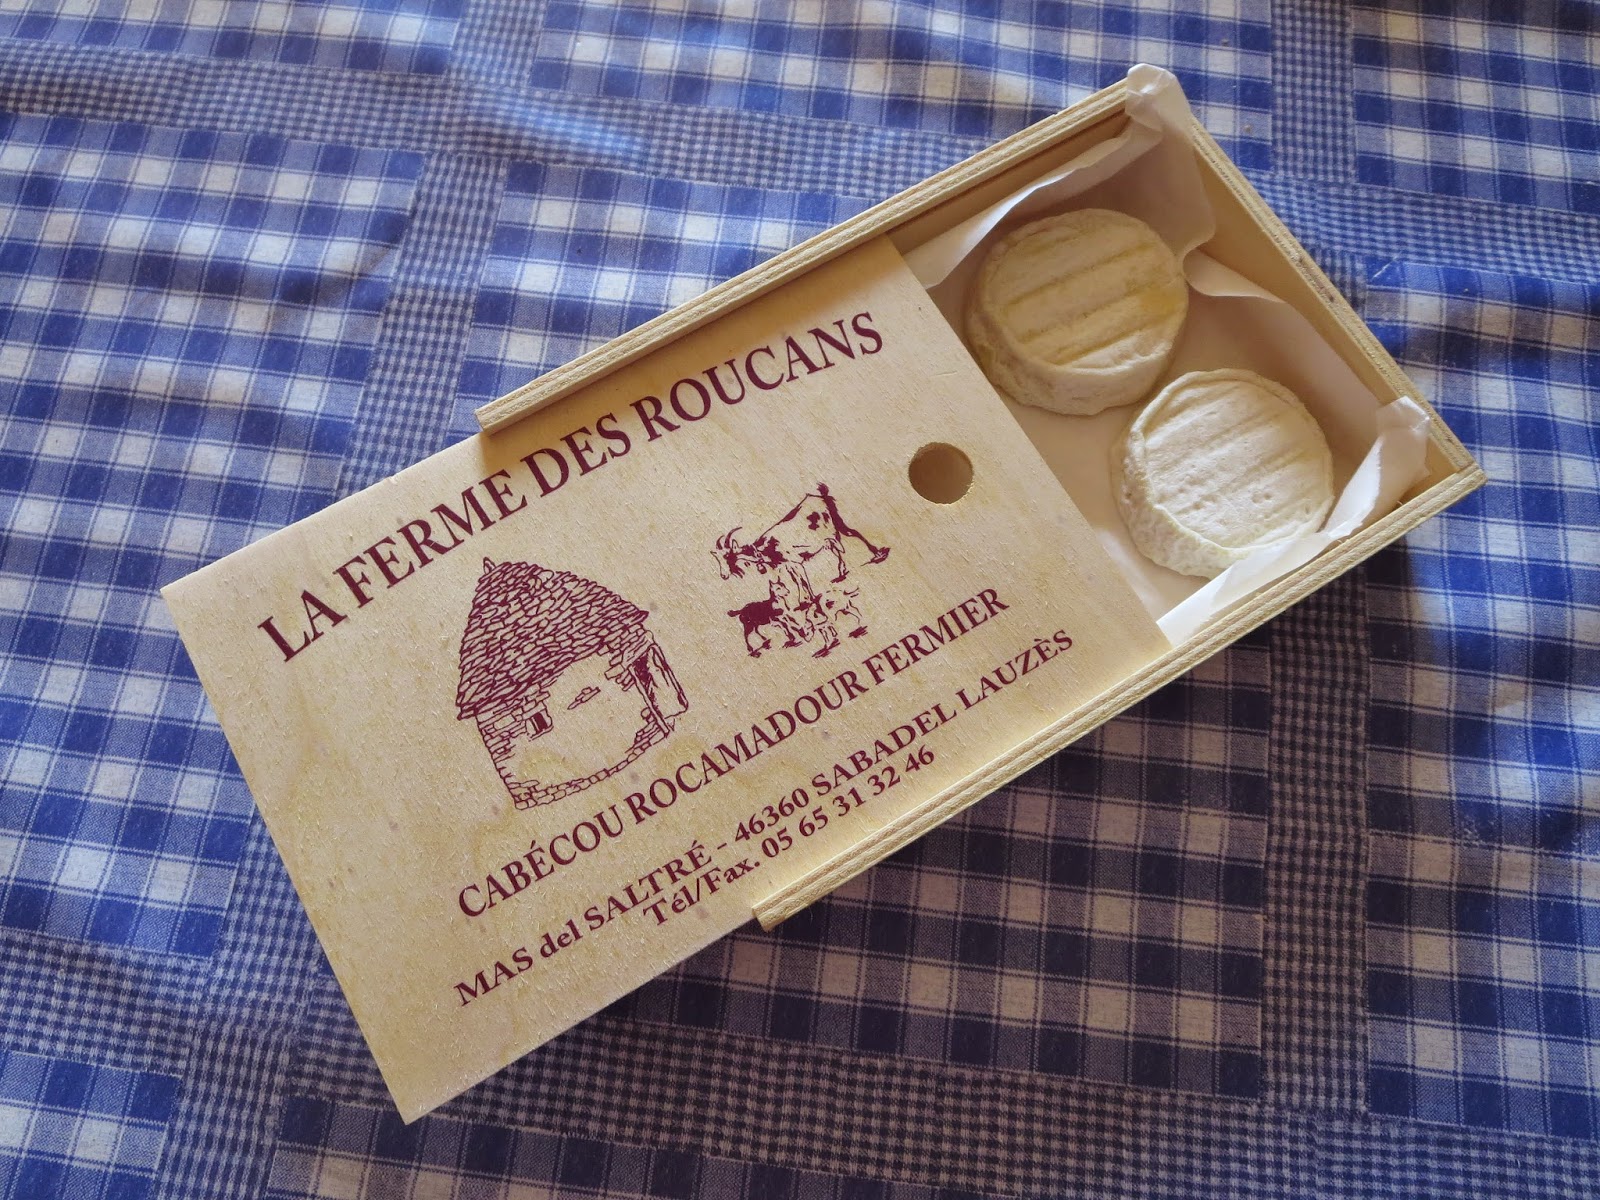 LA FERME DES ROUCANS
CABÉCOU ROCAMADOUR FERMIER
MAS del SALTRÉ - 46360 SABADEL LAUZÈS
Tél/Fax. 05 65 31 32 46